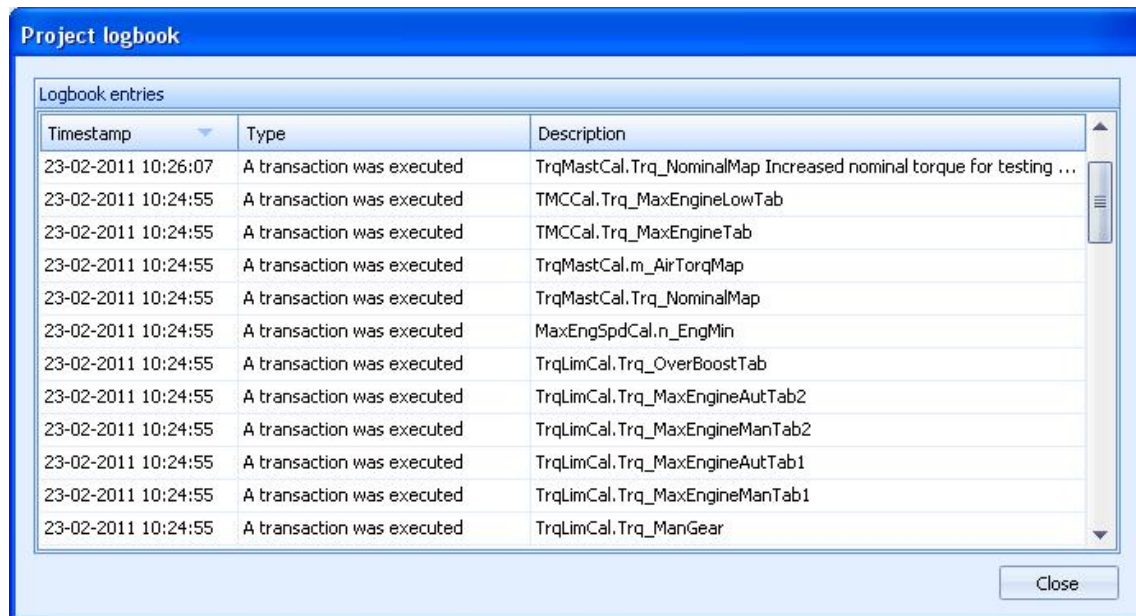 Project logbook
Logbook entries
Timestamp Type Description
23-02-2011 10:26:07 A transaction was executed TrqMastCal.Trq_NominalMap Increased nominal torque for testing ...
23-02-2011 10:24:55 A transaction was executed TMCCal.Trq_MaxEngineLowTab
23-02-2011 10:24:55 A transaction was executed TMCCal.Trq_MaxEngineTab
23-02-2011 10:24:55 A transaction was executed TrqMastCal.m_AirTorqMap
23-02-2011 10:24:55 A transaction was executed TrqMastCal.Trq_NominalMap
23-02-2011 10:24:55 A transaction was executed MaxEngSpdCal.n_EngMin
23-02-2011 10:24:55 A transaction was executed TrqLimCal.Trq_OverBoostTab
23-02-2011 10:24:55 A transaction was executed TrqLimCal.Trq_MaxEngineAutTab2
23-02-2011 10:24:55 A transaction was executed TrqLimCal.Trq_MaxEngineManTab2
23-02-2011 10:24:55 A transaction was executed TrqLimCal.Trq_MaxEngineAutTab1
23-02-2011 10:24:55 A transaction was executed TrqLimCal.Trq_MaxEngineManTab1
23-02-2011 10:24:55 A transaction was executed TrqLimCal.Trq_ManGear
Close